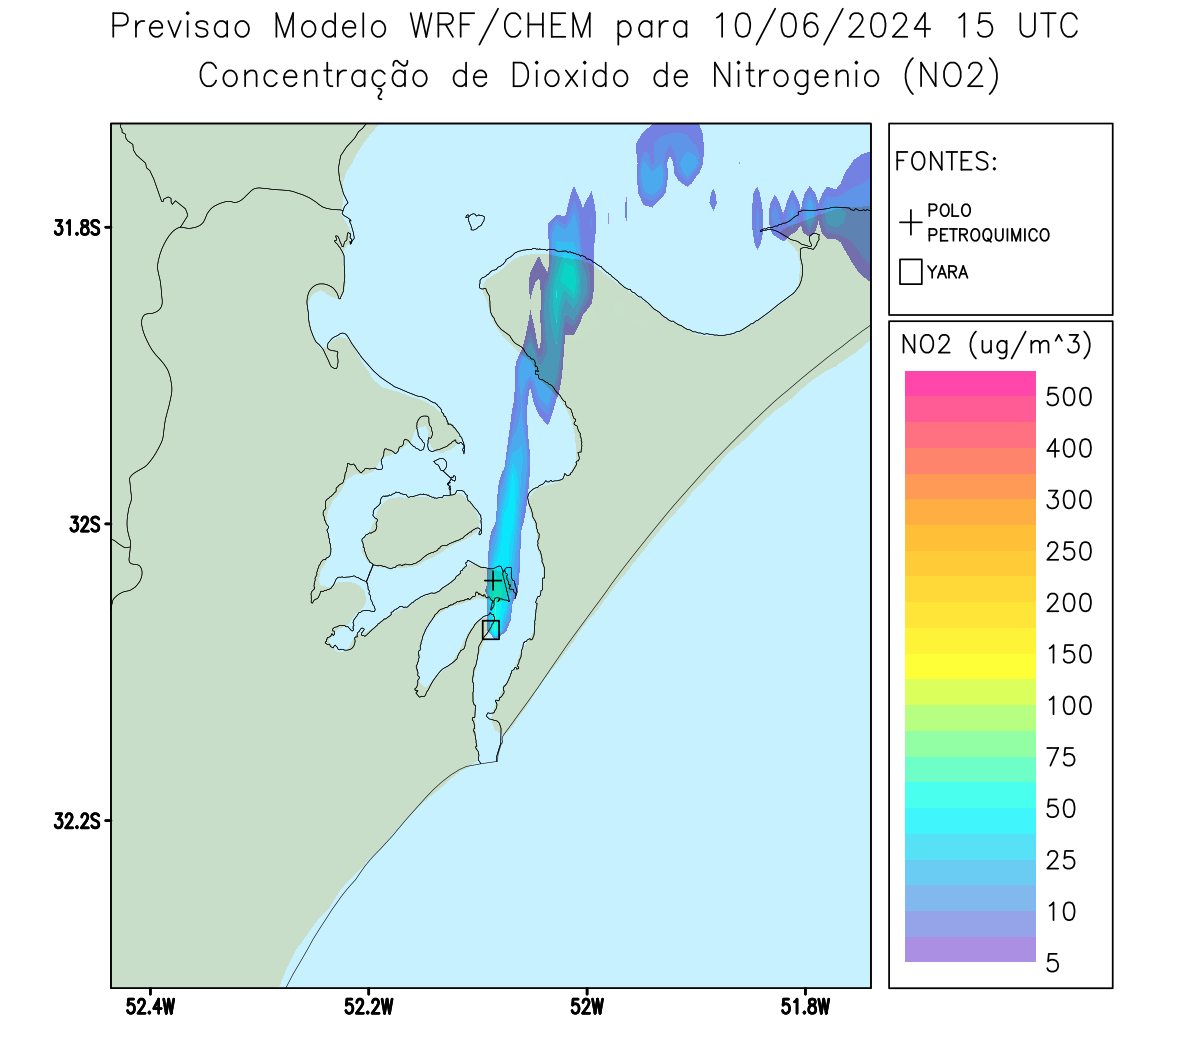 Previsao Modelo WRF/CHEM para 10/06/2024 15 UTC
Concentração de Dioxido de Nitrogenio (NO2)
FONTES:
POLO
PETROQUIMICO
YARA
31.8S
32S
32.2S
52.4W
52.2W
52W
51.8W
NO2 (ug/m^3)
500
400
300
250
200
150
100
75
50
25
10
5